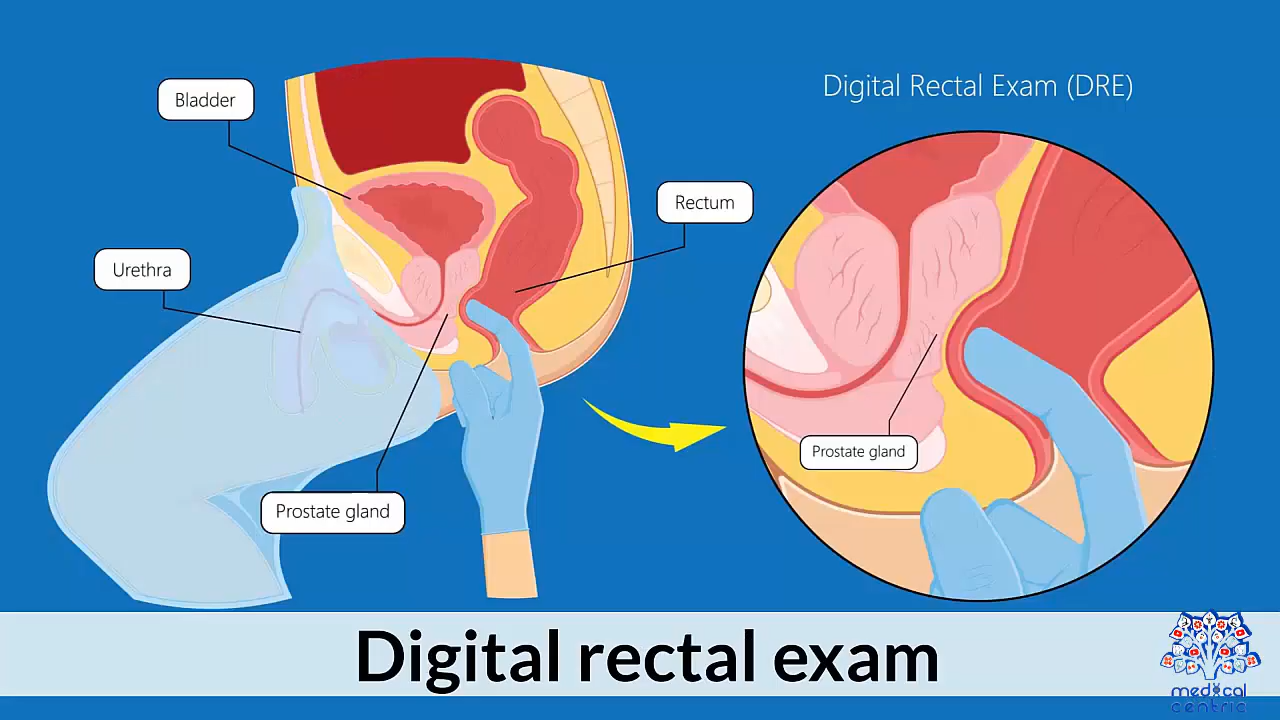 Digital Rectal Exam (DRE)
Bladder
Rectum
Urethra
Prostate gland
Prostate gland
Digital rectal exam
medical
centric